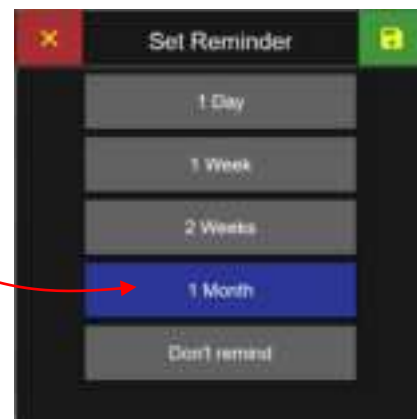 Set Reminder
1 Day
1 Week
2 Weeks
1 Month
Don't remind